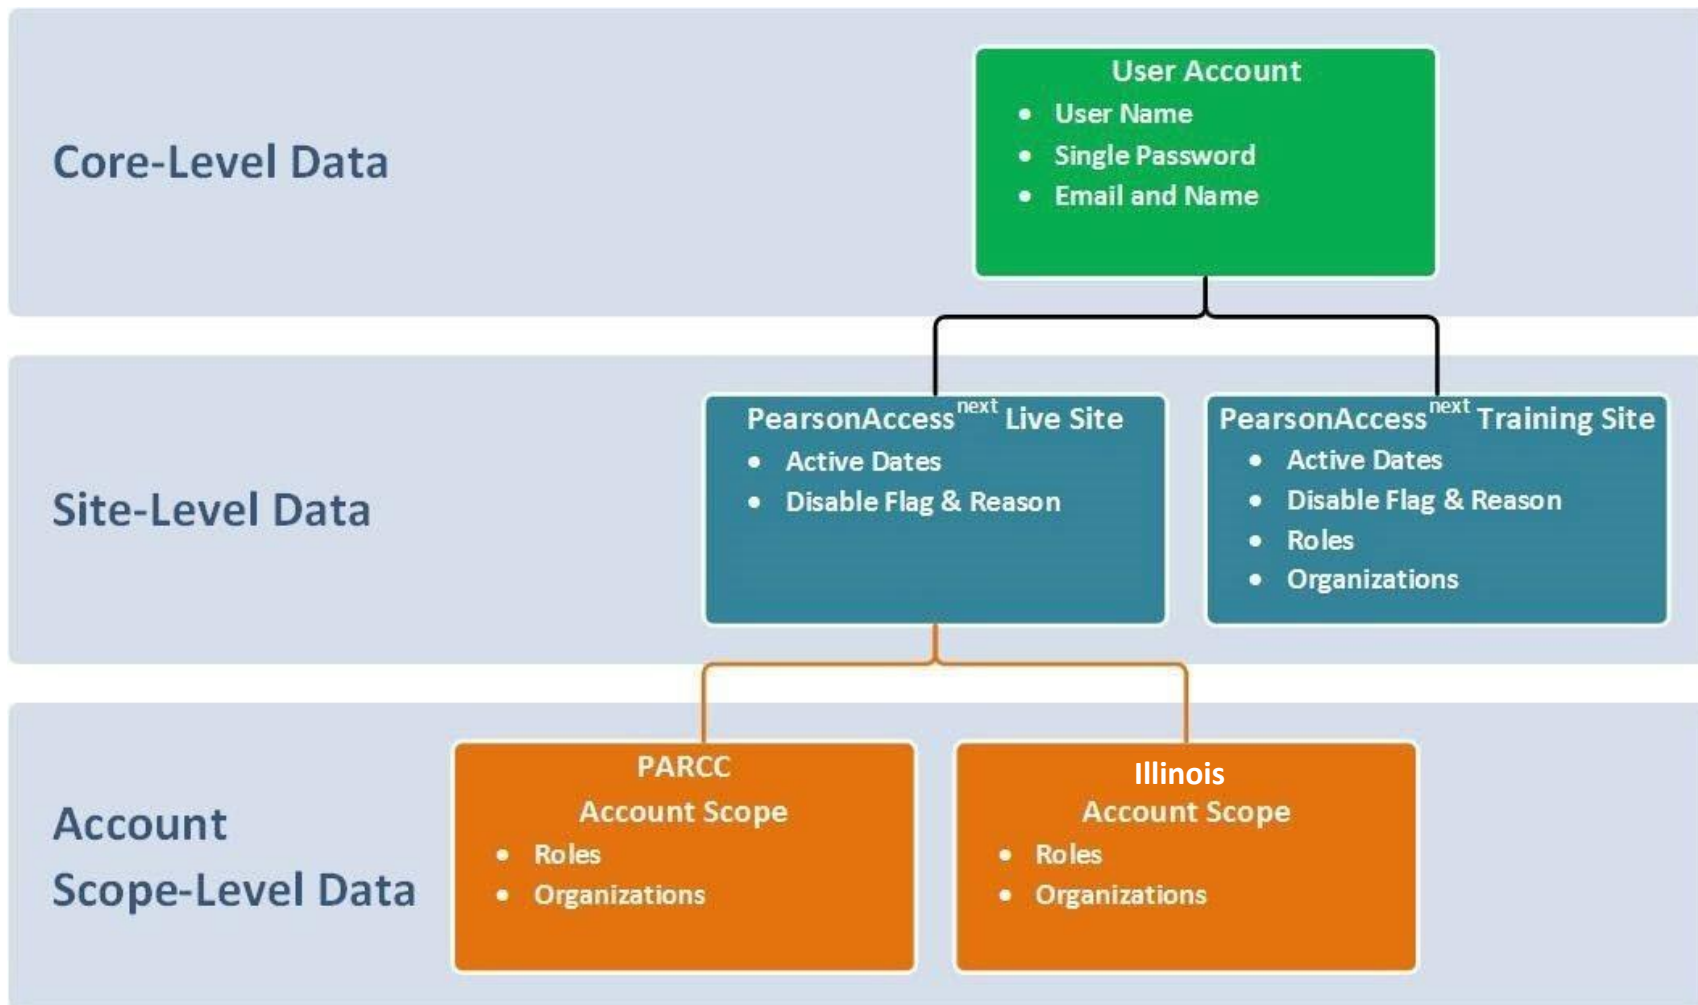 Core-Level Data
User Account
• User Name
• Single Password
• Email and Name
Site-Level Data
PearsonAccessnext Live Site
• Active Dates
• Disable Flag & Reason
PearsonAccessnext Training Site
• Active Dates
• Disable Flag & Reason
• Roles
• Organizations
Account
Scope-Level Data
PARCC
Account Scope
• Roles
• Organizations
Illinois
Account Scope
• Roles
• Organizations